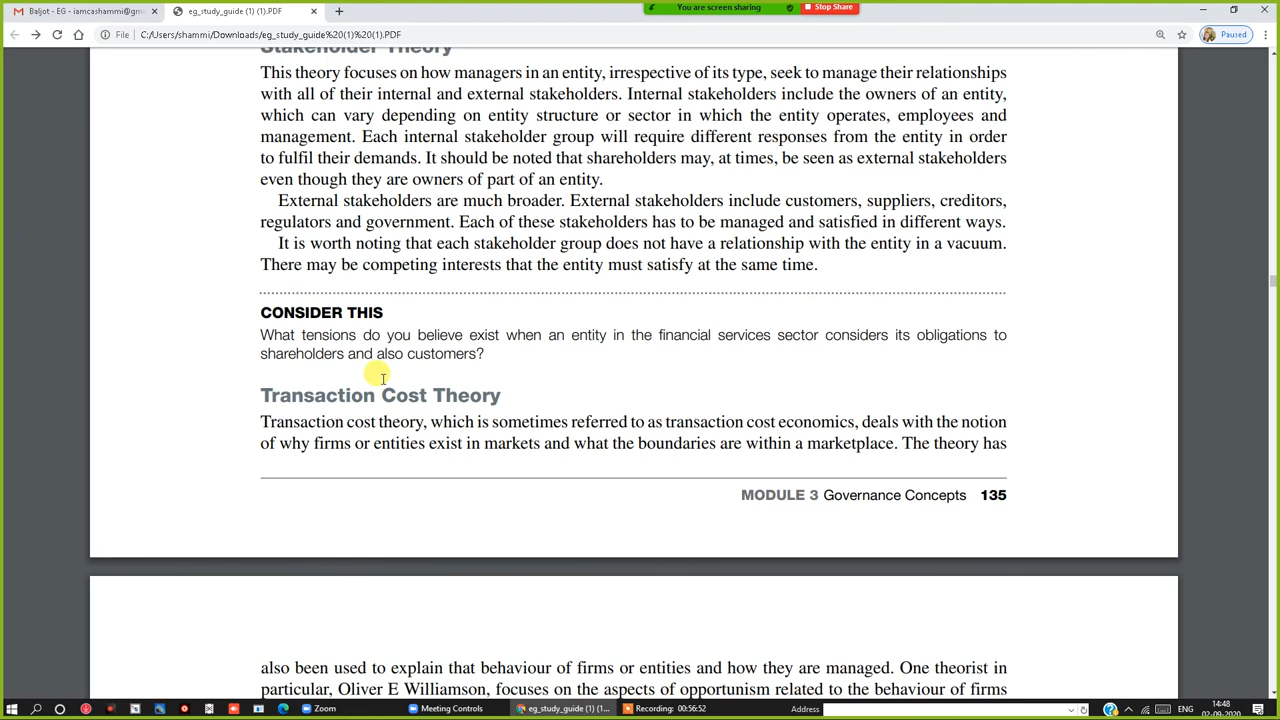 Baljot - EG - iamcashammi@gm
eg_study_guide (1) (1).PDF
You are screen sharing
Stop Share
File
C:/Users/shammi/Downloads/eg_study_guide%20(1)%20(1).PDF
Paused
Stakeholder Theory
This theory focuses on how managers in an entity, irrespective of its type, seek to manage their relationships
with all of their internal and external stakeholders. Internal stakeholders include the owners of an entity,
which can vary depending on entity structure or sector in which the entity operates, employees and
management. Each internal stakeholder group will require different responses from the entity in order
to fulfil their demands. It should be noted that shareholders may, at times, be seen as external stakeholders
even though they are owners of part of an entity.
External stakeholders are much broader. External stakeholders include customers, suppliers, creditors,
regulators and government. Each of these stakeholders has to be managed and satisfied in different ways.
It is worth noting that each stakeholder group does not have a relationship with the entity in a vacuum.
There may be competing interests that the entity must satisfy at the same time.
CONSIDER THIS
What tensions do you believe exist when an entity in the financial services sector considers its obligations to
shareholders and also customers?
Transaction Cost Theory
Transaction cost theory, which is sometimes referred to as transaction cost economics, deals with the notion
of why firms or entities exist in markets and what the boundaries are within a marketplace. The theory has
MODULE 3 Governance Concepts 135
also been used to explain that behaviour of firms or entities and how they are managed. One theorist in
particular, Oliver E Williamson, focuses on the aspects of opportunism related to the behaviour of firms
Zoom
Meeting Controls
eg_study_guide (1) (1...
Recording: 00:56:52
Address
ENG
14:48
02-09-2020